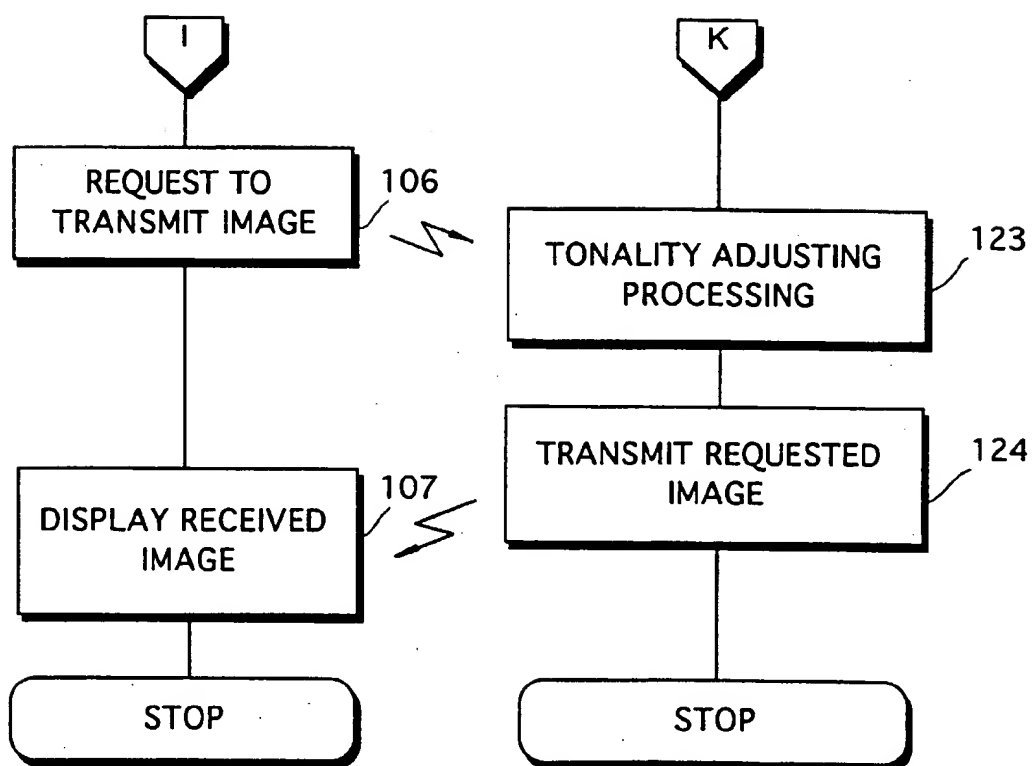 I
REQUEST TO
TRANSMIT IMAGE
106
DISPLAY RECEIVED
IMAGE
107
STOP
K
TONALITY ADJUSTING
PROCESSING
123
TRANSMIT REQUESTED
IMAGE
124
STOP